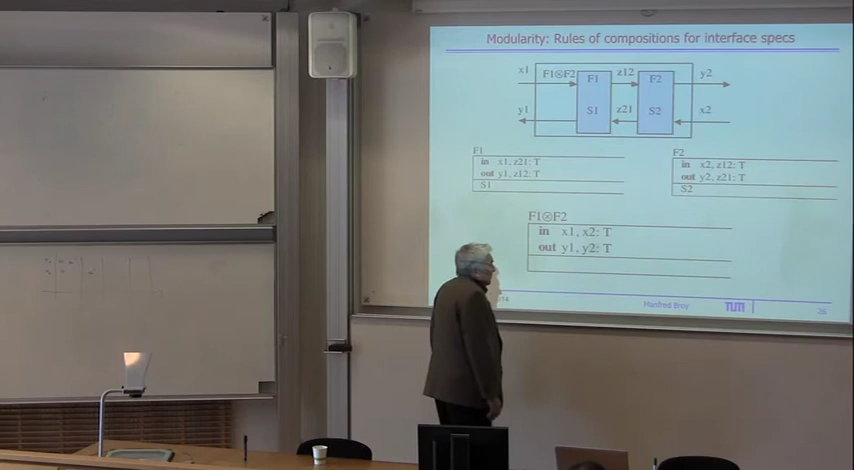 Modularity: Rules of compositions for interface specs
x1 F1⊗F2 F1 z12 F2 y2
y1 S1 z21 S2 x2
F1
in x1, z21: T
out y1, z12: T
S1
F2
in x2, z12: T
out y2, z21: T
S2
F1⊗F2
in x1, x2: T
out y1, y2: T
014 Manfred Broy TUM 26